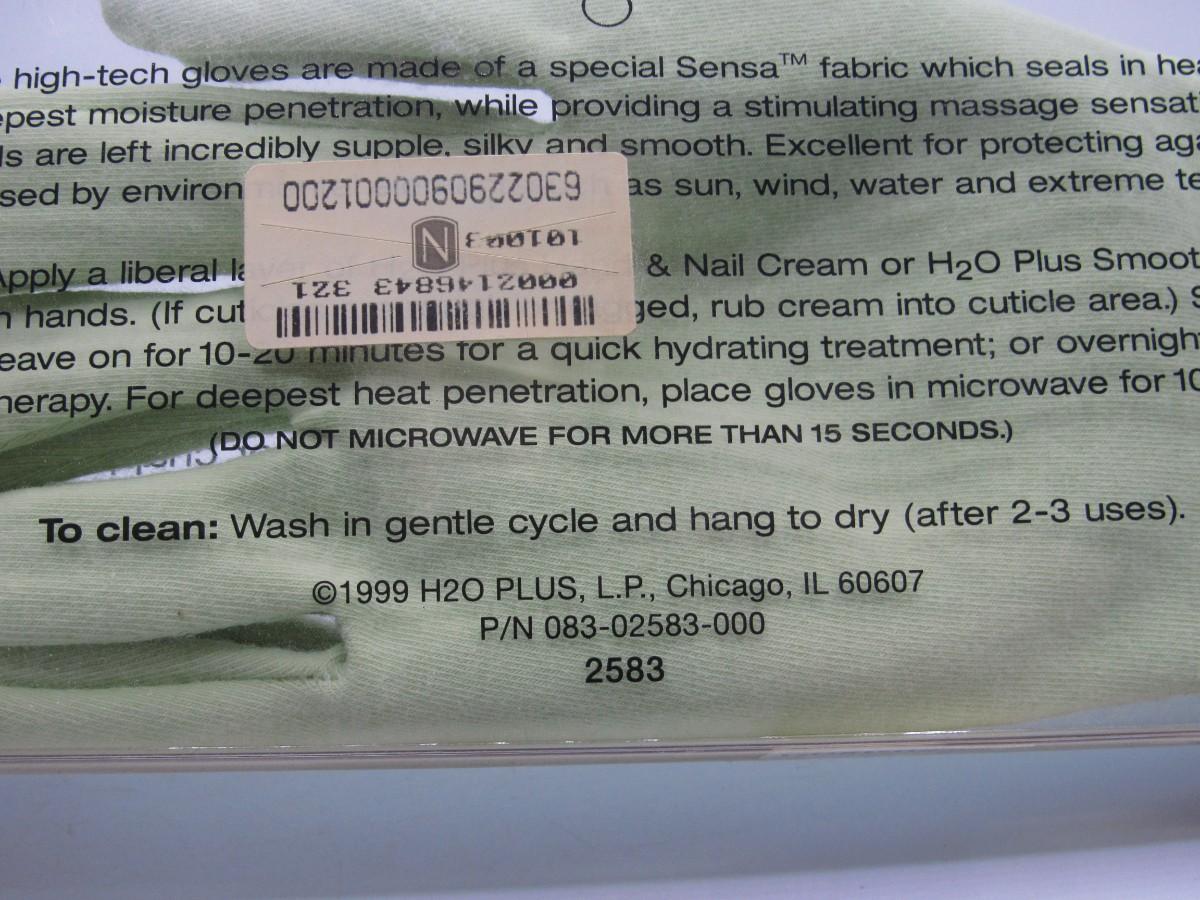 high-tech gloves are made of a special Sensa™ fabric which seals in hea
epest moisture penetration, while providing a stimulating massage sensati
ls are left incredibly supple, silky and smooth. Excellent for protecting aga
sed by environ as sun, wind, water and extreme te
Apply a liberal la & Nail Cream or H2O Plus Smoot
n hands. (If cut gged, rub cream into cuticle area.) S
eave on for 10-20 minutes for a quick hydrating treatment; or overnigh
herapy. For deepest heat penetration, place gloves in microwave for 10
(DO NOT MICROWAVE FOR MORE THAN 15 SECONDS.)
To clean: Wash in gentle cycle and hang to dry (after 2-3 uses).
©1999 H2O PLUS, L.P., Chicago, IL 60607
P/N 083-02583-000
2583
0002146843 321
101003
N